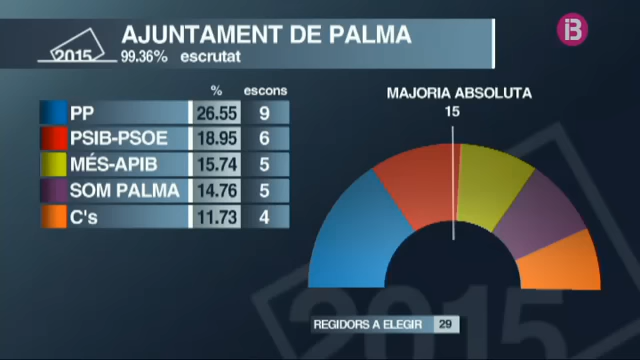 2015
AJUNTAMENT DE PALMA
99.36% escrutat
iB
% escons
PP 26.55 9
PSIB-PSOE 18.95 6
MÉS-APIB 15.74 5
SOM PALMA 14.76 5
C's 11.73 4
MAJORIA ABSOLUTA
15
REGIDORS A ELEGIR 29
2015